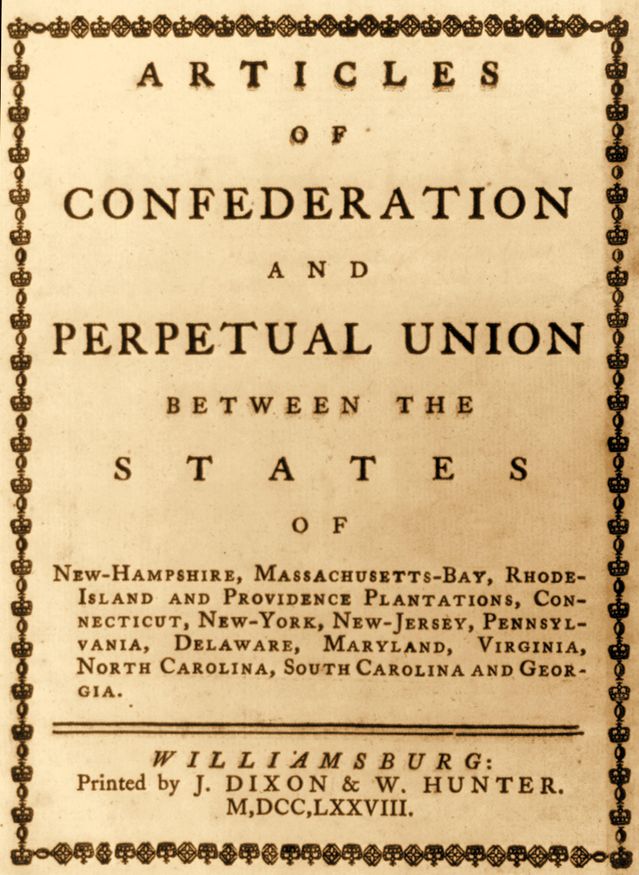 ARTICLES
OF
CONFEDERATION
AND
PERPETUAL UNION
BETWEEN THE
STATES
OF
NEW-HAMPSHIRE, MASSACHUSETTS-BAY, RHODE-
ISLAND AND PROVIDENCE PLANTATIONS, CON-
NECTICUT, NEW-YORK, NEW-JERSEY, PENNSYL-
VANIA, DELAWARE, MARYLAND, VIRGINIA,
NORTH CAROLINA, SOUTH CAROLINA AND GEOR-
GIA.
WILLIAMSBURG:
Printed by J. DIXON & W. HUNTER.
M,DCC,LXXVIII.